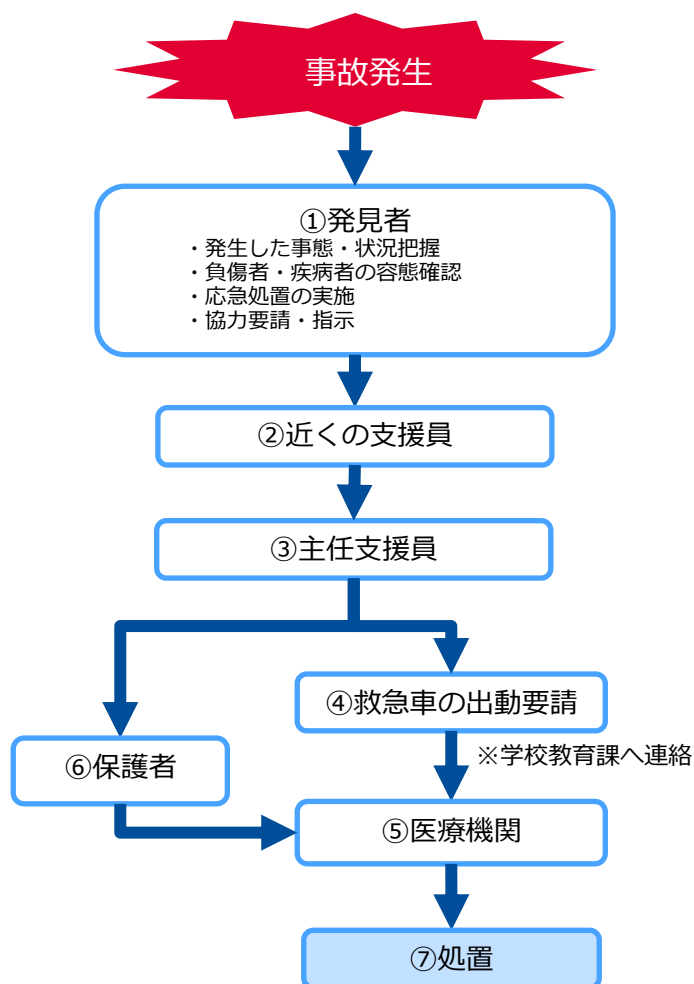 事故発生
①発見者
・発生した事態・状況把握
・負傷者・疾病者の容態確認
・応急処置の実施
・協力要請・指示
②近くの支援員
③主任支援員
④救急車の出動要請
※学校教育課へ連絡
⑥保護者
⑤医療機関
⑦処置